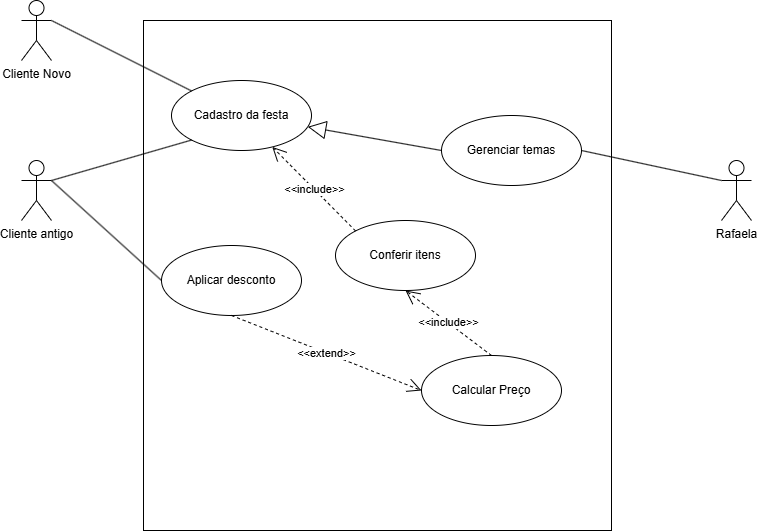 Cliente Novo
Cadastro da festa
Gerenciar temas
<<include>>
Cliente antigo
Rafaela
Conferir itens
Aplicar desconto
<<include>>
<<extend>>
Calcular Preço